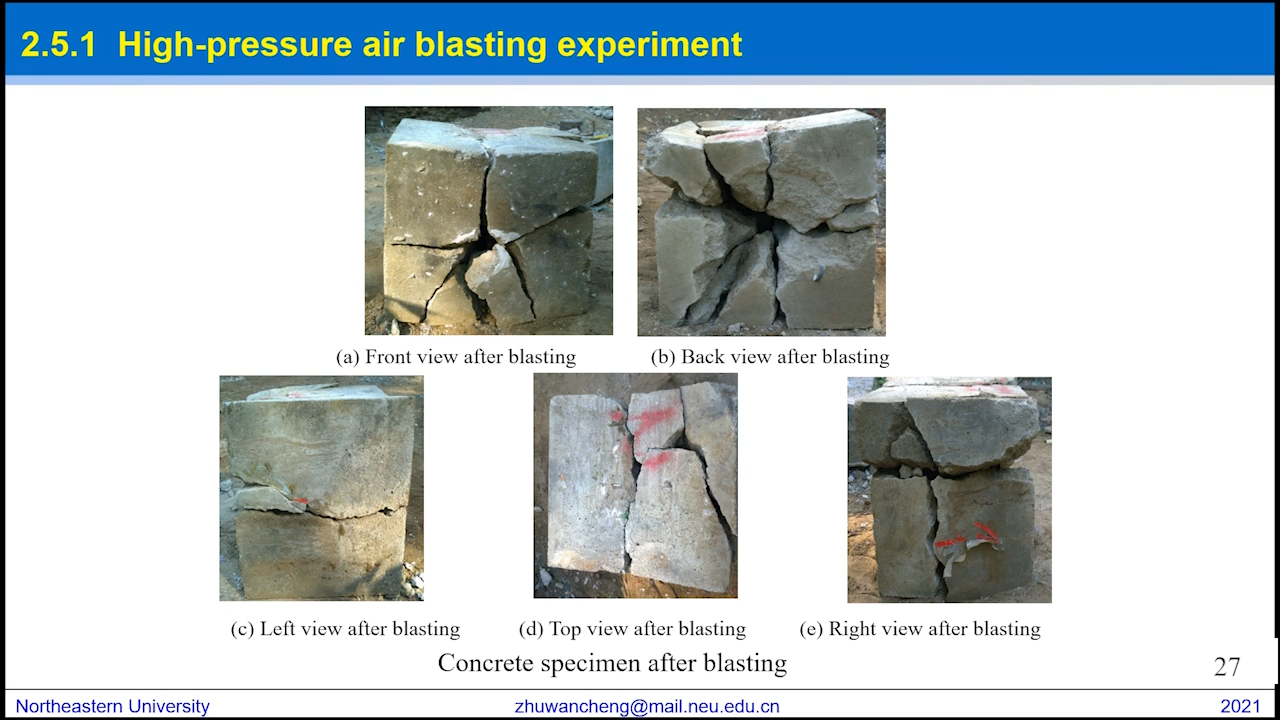 2.5.1 High-pressure air blasting experiment
(a) Front view after blasting
(b) Back view after blasting
(c) Left view after blasting
(d) Top view after blasting
(e) Right view after blasting
Concrete specimen after blasting
27
Northeastern University
zhuwancheng@mail.neu.edu.cn
2021